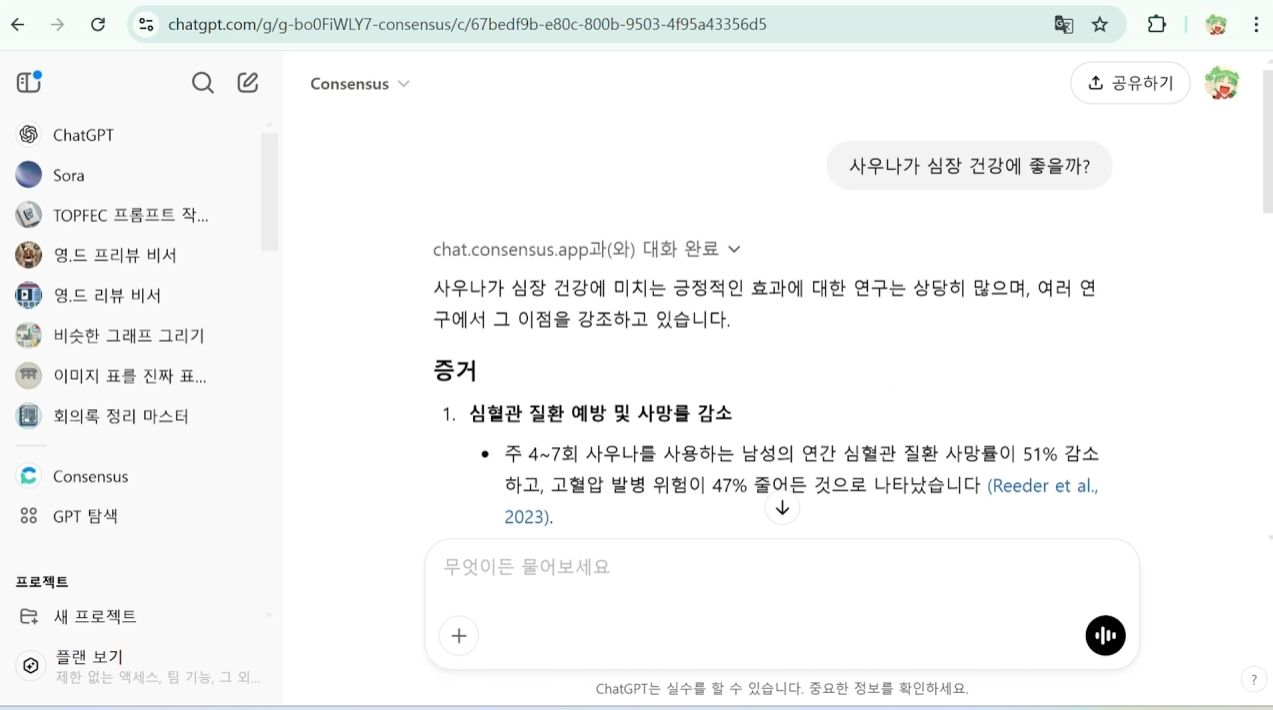 chatgpt.com/g/g-bo0FiWLY7-consensus/c/67bedf9b-e80c-800b-9503-4f95a43356d5
ChatGPT
Sora
TOPFEC 프롬프트 작...
영.드 프리뷰 비서
영.드 리뷰 비서
비슷한 그래프 그리기
이미지 표를 진짜 표...
회의록 정리 마스터
Consensus
GPT 탐색
프로젝트
새 프로젝트
플랜 보기
제한 없는 액세스, 팀 기능, 그 외...
Consensus
공유하기
사우나가 심장 건강에 좋을까?
chat.consensus.app과(와) 대화 완료
사우나가 심장 건강에 미치는 긍정적인 효과에 대한 연구는 상당히 많으며, 여러 연
구에서 그 이점을 강조하고 있습니다.
증거
1. 심혈관 질환 예방 및 사망률 감소
• 주 4~7회 사우나를 사용하는 남성의 연간 심혈관 질환 사망률이 51% 감소
하고, 고혈압 발병 위험이 47% 줄어든 것으로 나타났습니다 (Reeder et al.,
2023).
무엇이든 물어보세요
ChatGPT는 실수를 할 수 있습니다. 중요한 정보를 확인하세요.
?